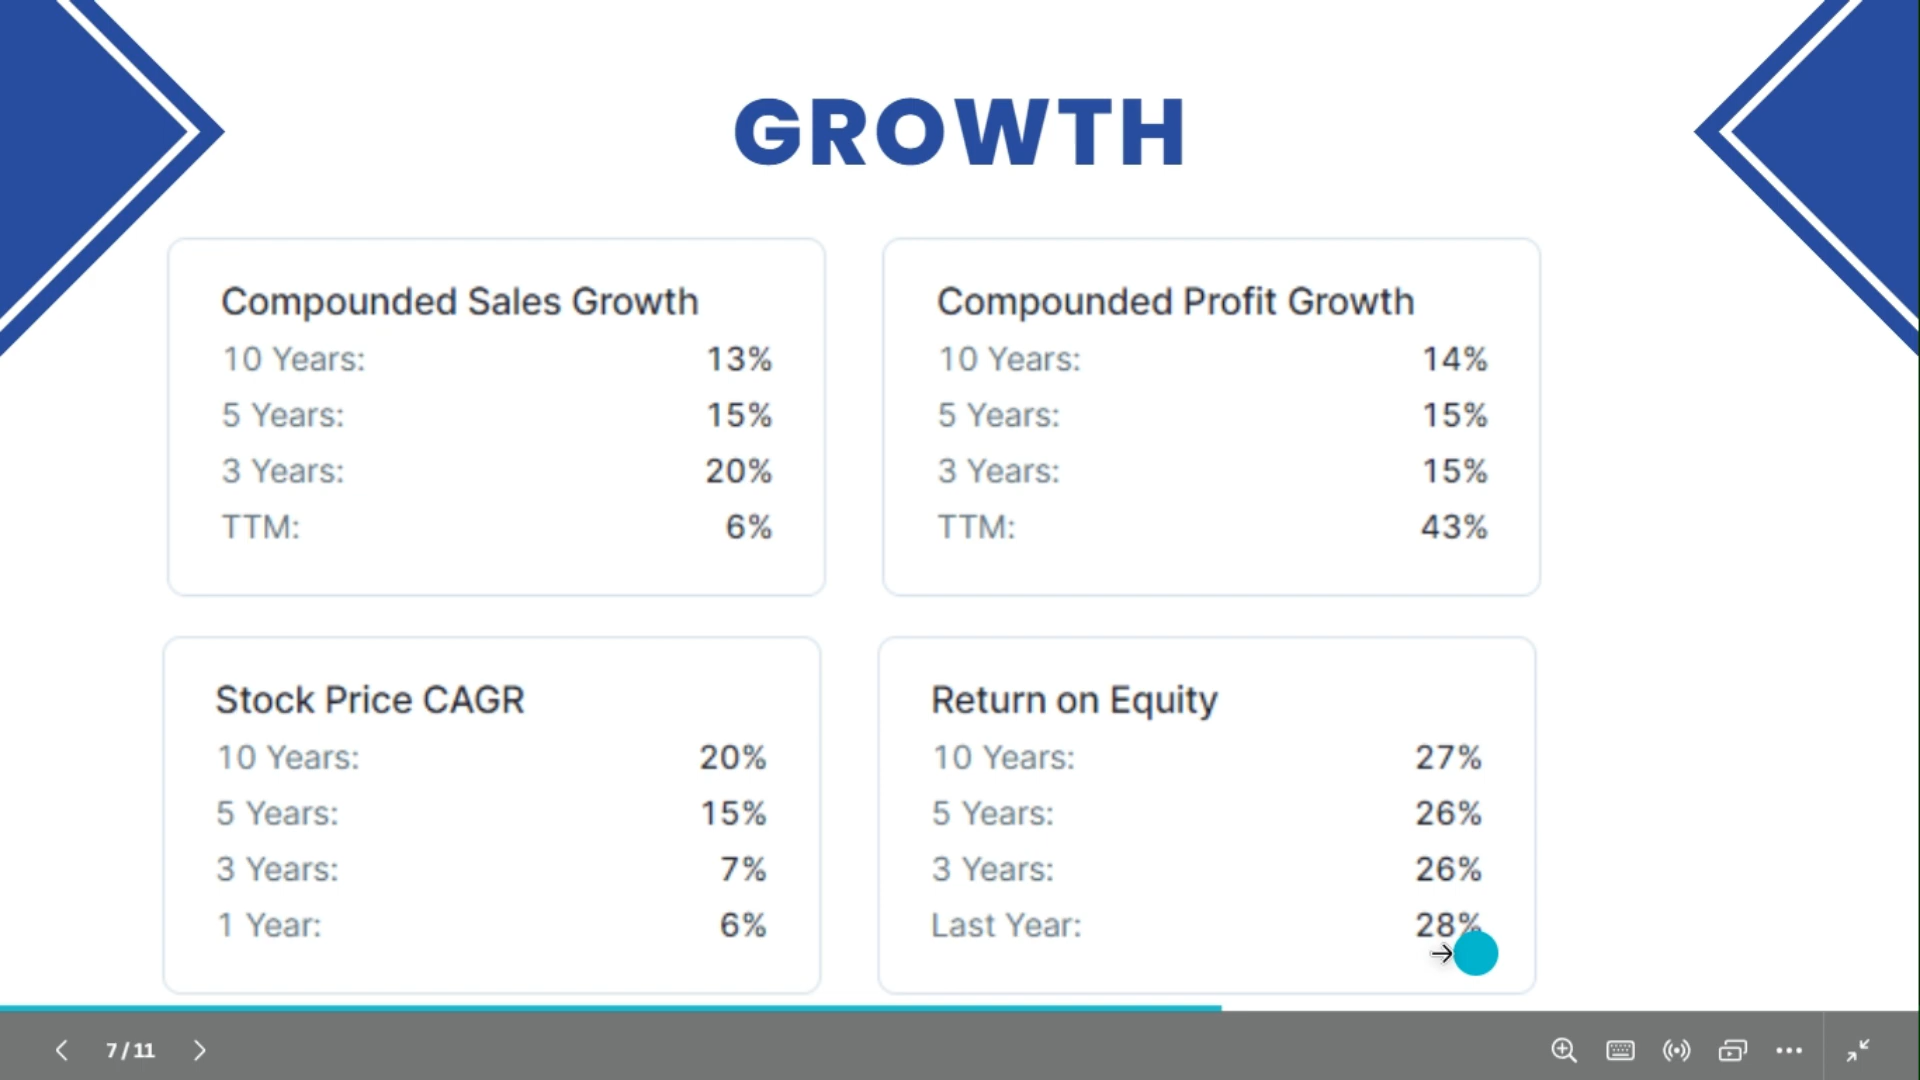 GROWTH
Compounded Sales Growth
10 Years: 13%
5 Years: 15%
3 Years: 20%
TTM: 6%
Compounded Profit Growth
10 Years: 14%
5 Years: 15%
3 Years: 15%
TTM: 43%
Stock Price CAGR
10 Years: 20%
5 Years: 15%
3 Years: 7%
1 Year: 6%
Return on Equity
10 Years: 27%
5 Years: 26%
3 Years: 26%
Last Year: 28%
7 / 11